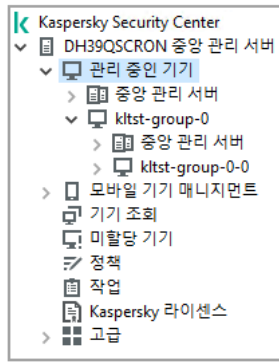 Kaspersky Security Center
DH39QSCRON 중앙 관리 서버
관리 중인 기기
중앙 관리 서버
kltst-group-0
중앙 관리 서버
kltst-group-0-0
모바일 기기 매니지먼트
기기 조회
미할당 기기
정책
작업
Kaspersky 라이센스
고급